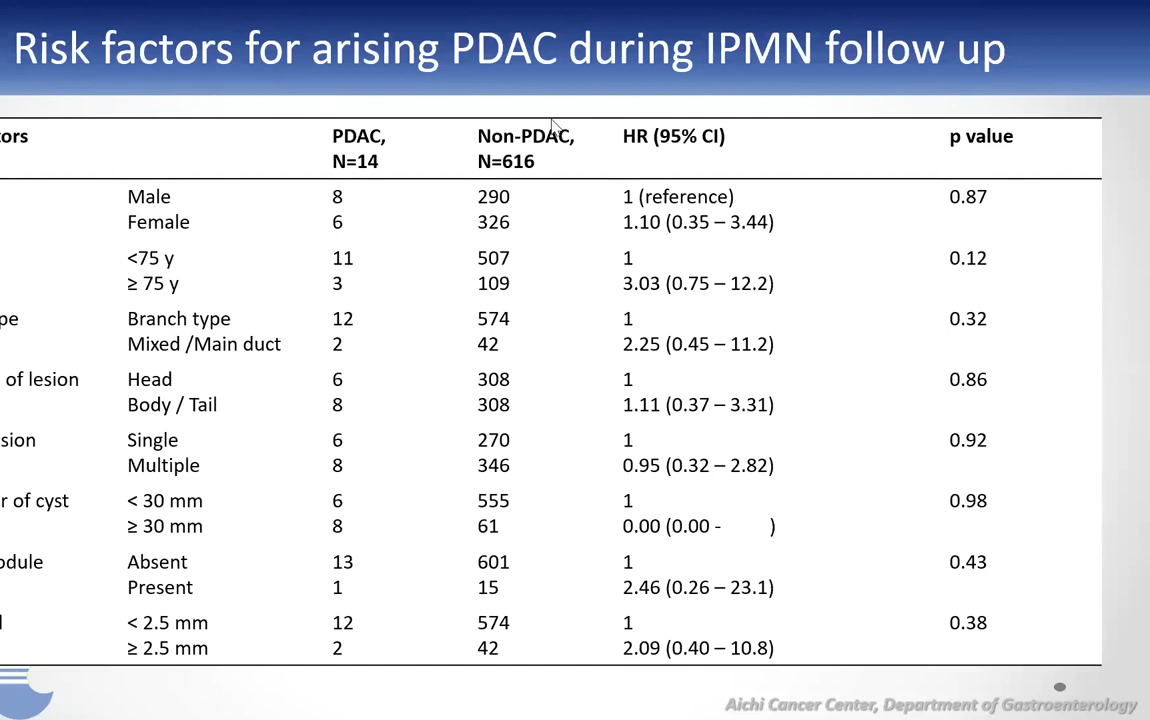 Risk factors for arising PDAC during IPMN follow up
tors PDAC, Non-PDAC, HR (95% CI) p value
N=14 N=616
Male 8 290 1 (reference) 0.87
Female 6 326 1.10 (0.35 – 3.44)
<75 y 11 507 1 0.12
≥ 75 y 3 109 3.03 (0.75 – 12.2)
pe Branch type 12 574 1 0.32
Mixed /Main duct 2 42 2.25 (0.45 – 11.2)
of lesion Head 6 308 1 0.86
Body / Tail 8 308 1.11 (0.37 – 3.31)
sion Single 6 270 1 0.92
Multiple 8 346 0.95 (0.32 – 2.82)
r of cyst < 30 mm 6 555 1 0.98
≥ 30 mm 8 61 0.00 (0.00 - )
odule Absent 13 601 1 0.43
Present 1 15 2.46 (0.26 – 23.1)
< 2.5 mm 12 574 1 0.38
≥ 2.5 mm 2 42 2.09 (0.40 – 10.8)
Aichi Cancer Center, Department of Gastroenterology